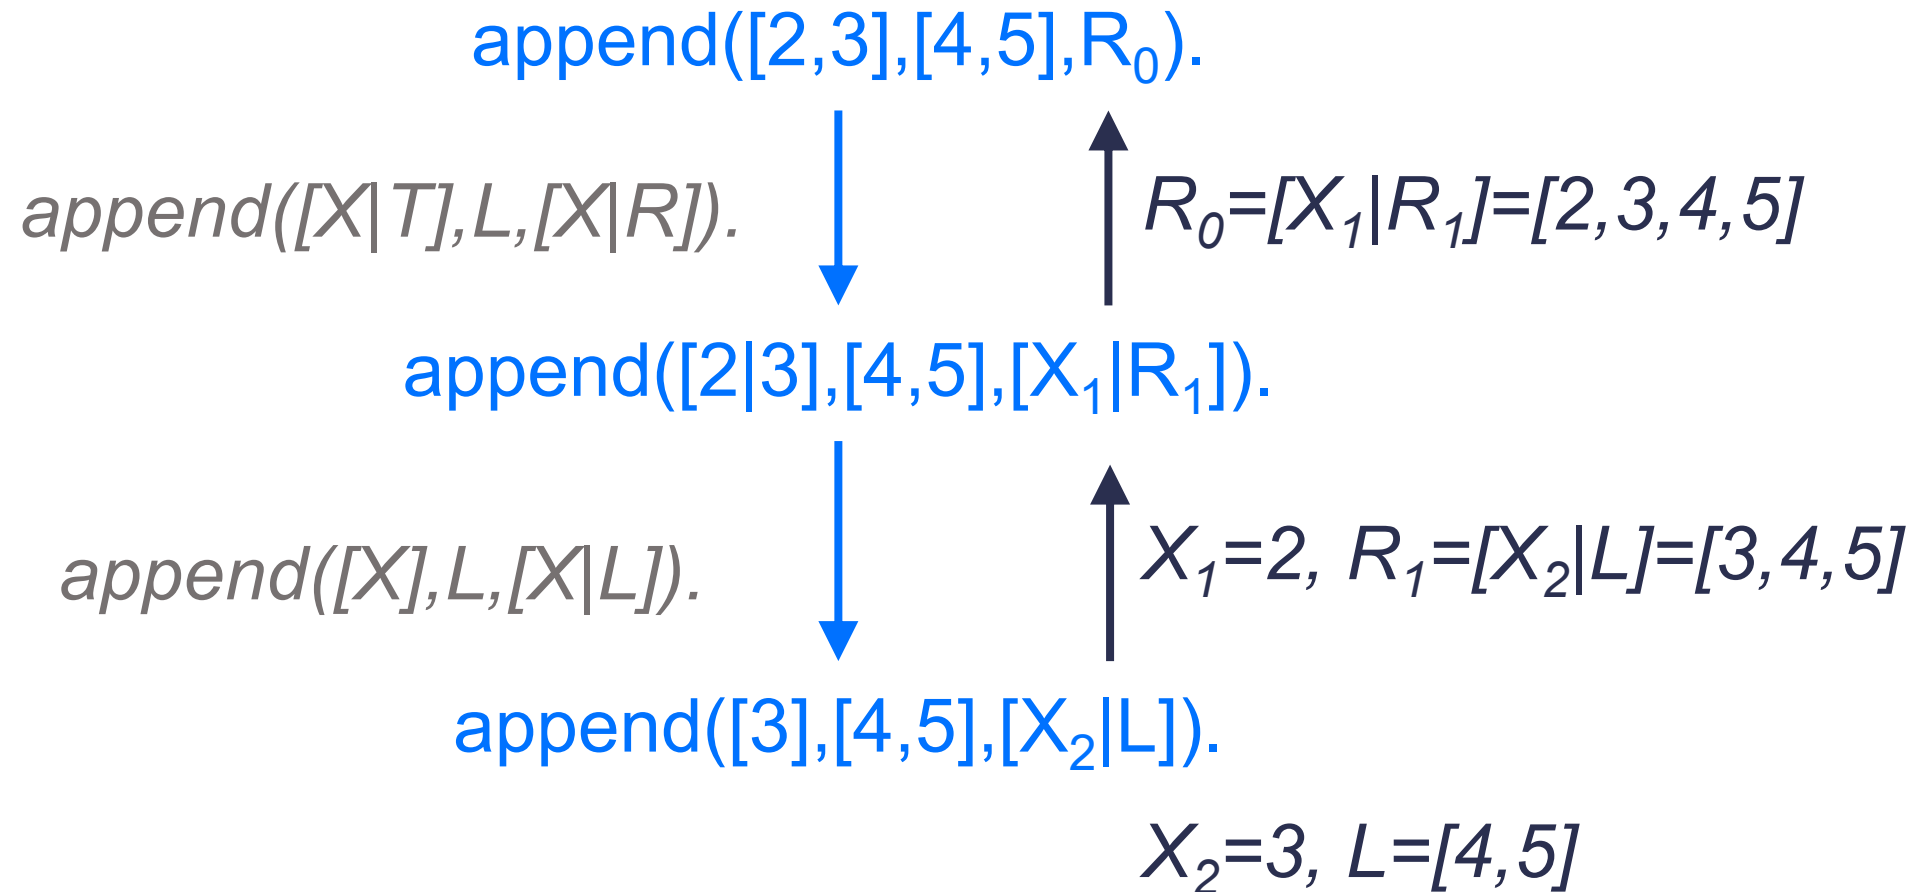 append([2,3],[4,5],R₀).
append([X|T],L,[X|R]).
R₀=[X₁|R₁]=[2,3,4,5]
append([2|3],[4,5],[X₁|R₁]).
append([X],L,[X|L]).
X₁=2, R₁=[X₂|L]=[3,4,5]
append([3],[4,5],[X₂|L]).
X₂=3, L=[4,5]